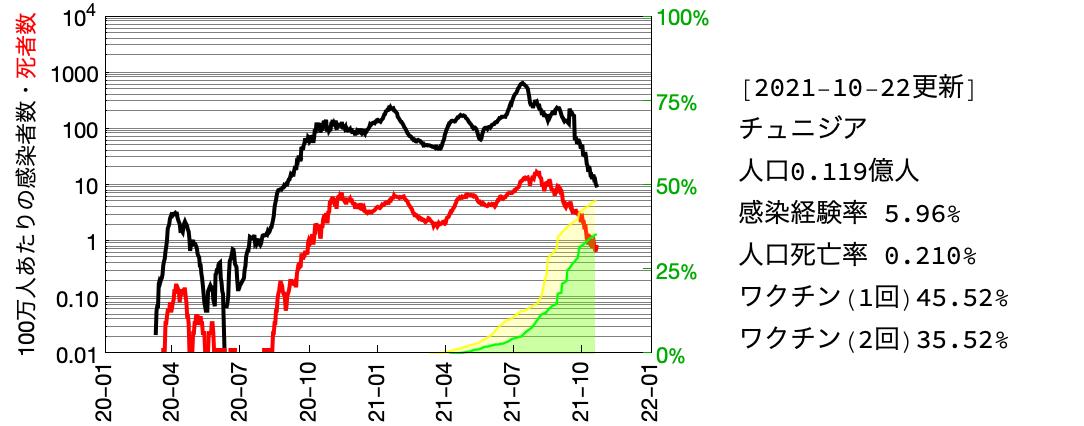 100万人あたりの感染者数・死者数
10⁴
1000
100
10
1
0.10
0.01
100%
75%
50%
25%
0%
20-01
20-04
20-07
20-10
21-01
21-04
21-07
21-10
22-01
[2021-10-22更新]
チュニジア
人口0.119億人
感染経験率 5.96%
人口死亡率 0.210%
ワクチン(1回)45.52%
ワクチン(2回)35.52%